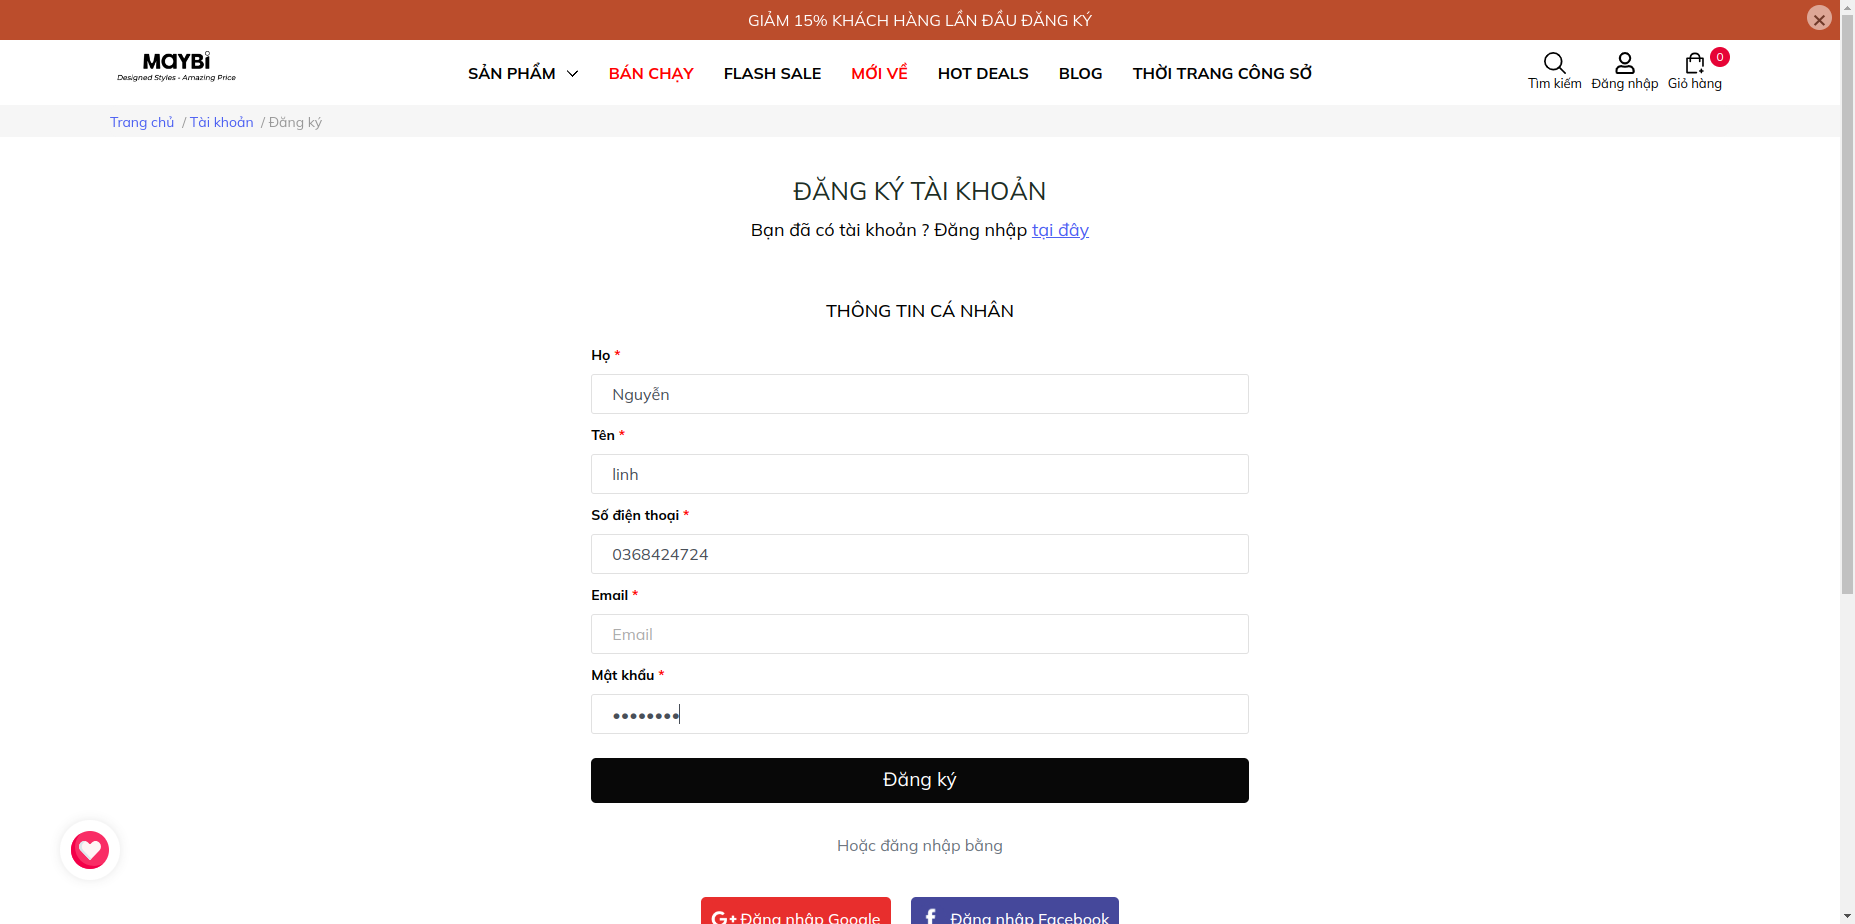 GIẢM 15% KHÁCH HÀNG LẦN ĐẦU ĐĂNG KÝ
MAYBI
Designed Styles - Amazing Price
SẢN PHẨM BÁN CHẠY FLASH SALE MỚI VỀ HOT DEALS BLOG THỜI TRANG CÔNG SỞ
Tìm kiếm Đăng nhập Giỏ hàng 0
Trang chủ / Tài khoản / Đăng ký
ĐĂNG KÝ TÀI KHOẢN
Bạn đã có tài khoản ? Đăng nhập tại đây
THÔNG TIN CÁ NHÂN
Họ *
Nguyễn
Tên *
linh
Số điện thoại *
0368424724
Email *
Email
Mật khẩu *
••••••••
Đăng ký
Hoặc đăng nhập bằng
G+ Đăng nhập Google f Đăng nhập Facebook